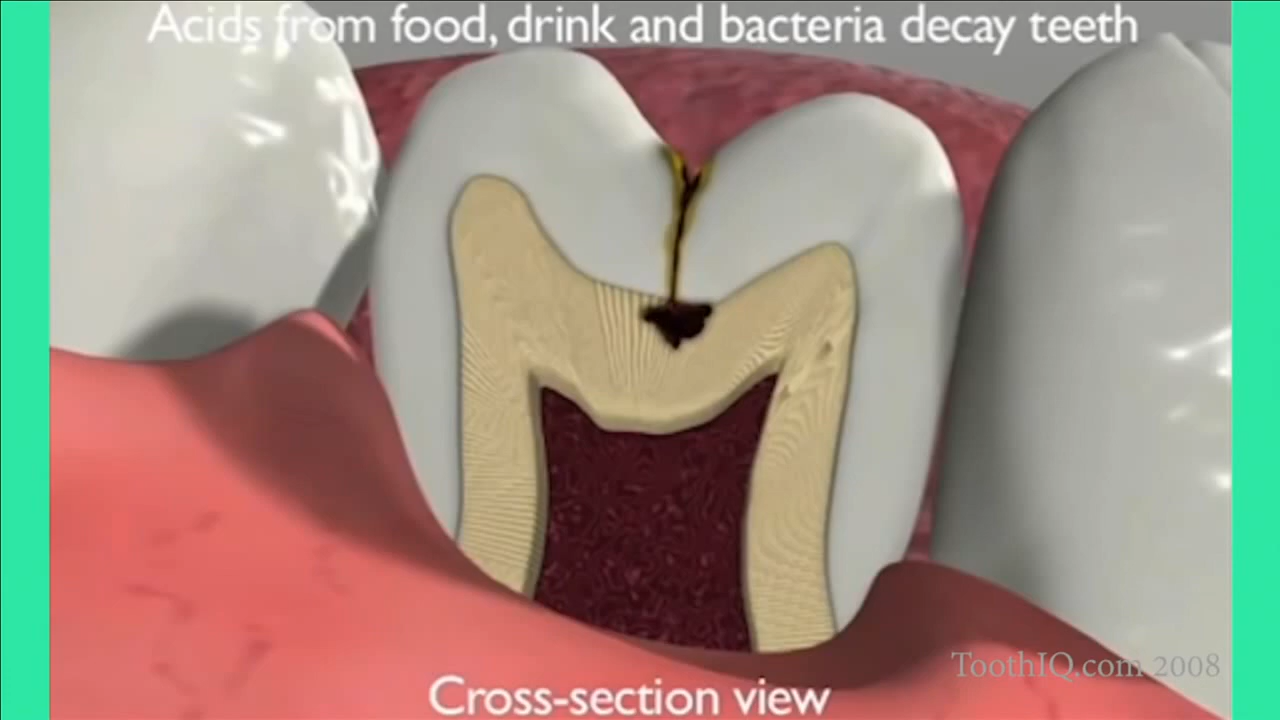 Acids from food, drink and bacteria decay teeth
ToothIQ.com 2008
Cross-section view